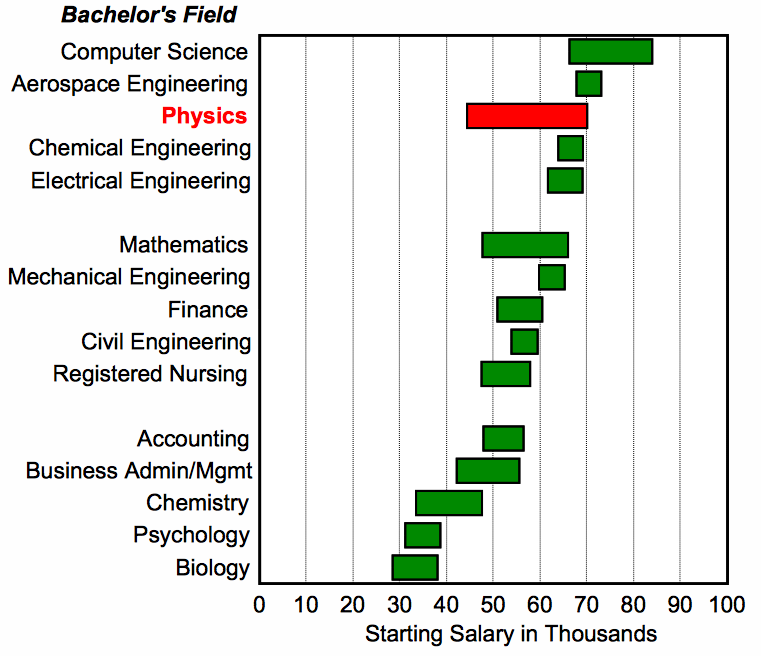 Bachelor's Field
Computer Science
Aerospace Engineering
Physics
Chemical Engineering
Electrical Engineering
Mathematics
Mechanical Engineering
Finance
Civil Engineering
Registered Nursing
Accounting
Business Admin/Mgmt
Chemistry
Psychology
Biology
0 10 20 30 40 50 60 70 80 90 100
Starting Salary in Thousands